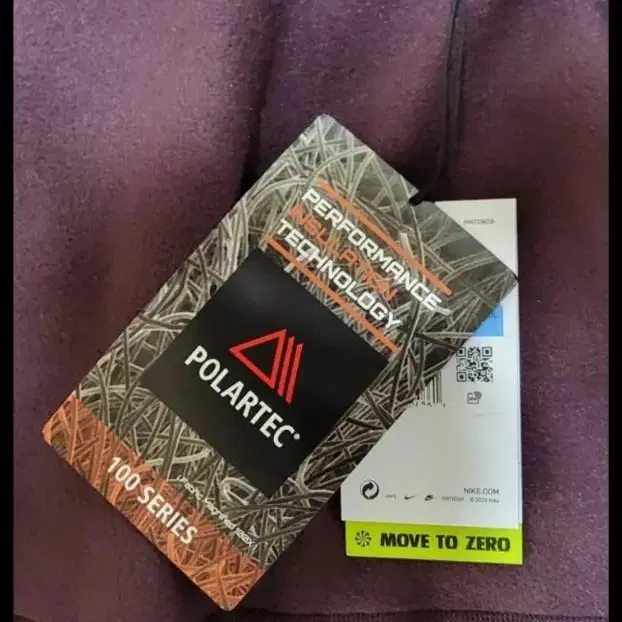 PERFORMANCE
INSULATION
TECHNOLOGY
POLARTEC®
100 SERIES
NIKE.COM
MOVE TO ZERO